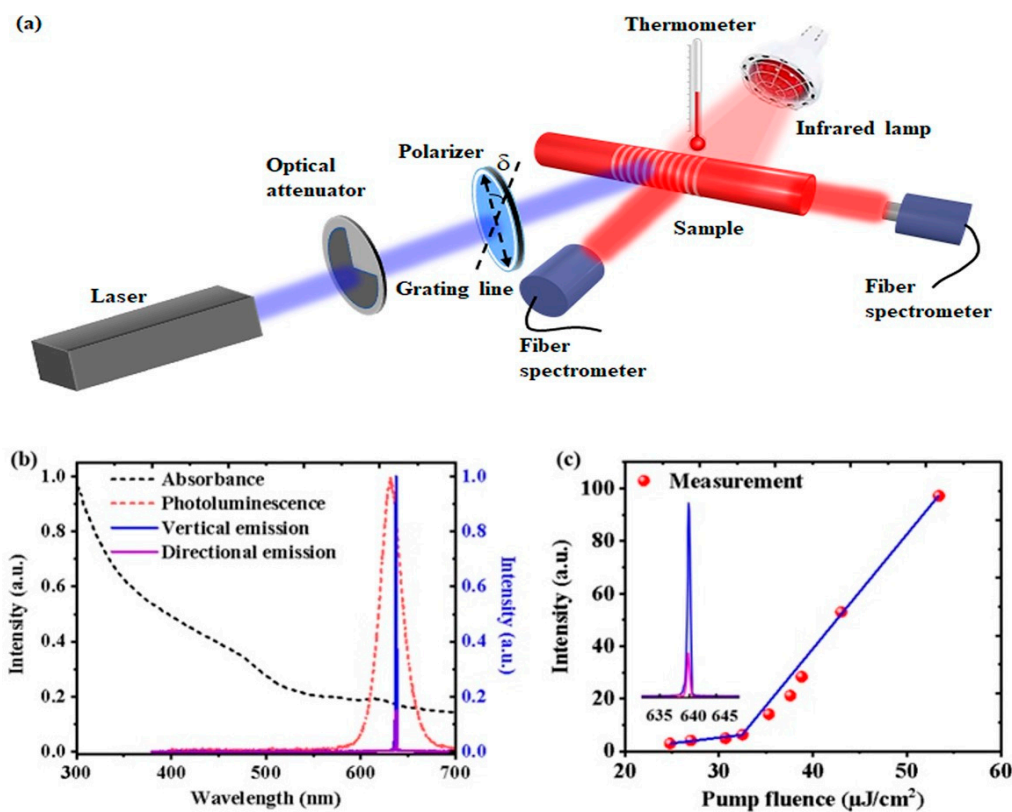 (a)
Thermometer
Infrared lamp
Polarizer
δ
Optical
attenuator
Sample
Laser
Grating line
Fiber
spectrometer
Fiber
spectrometer
(b)
1.0
0.8
0.6
0.4
0.2
0.0
Intensity (a.u.)
Absorbance
Photoluminescence
Vertical emission
Directional emission
1.0
0.8
0.6
0.4
0.2
0.0
Intensity (a.u.)
300 400 500 600 700
Wavelength (nm)
(c)
100
80
60
40
20
0
Intensity (a.u.)
Measurement
635 640 645
20 30 40 50 60
Pump fluence (μJ/cm²)